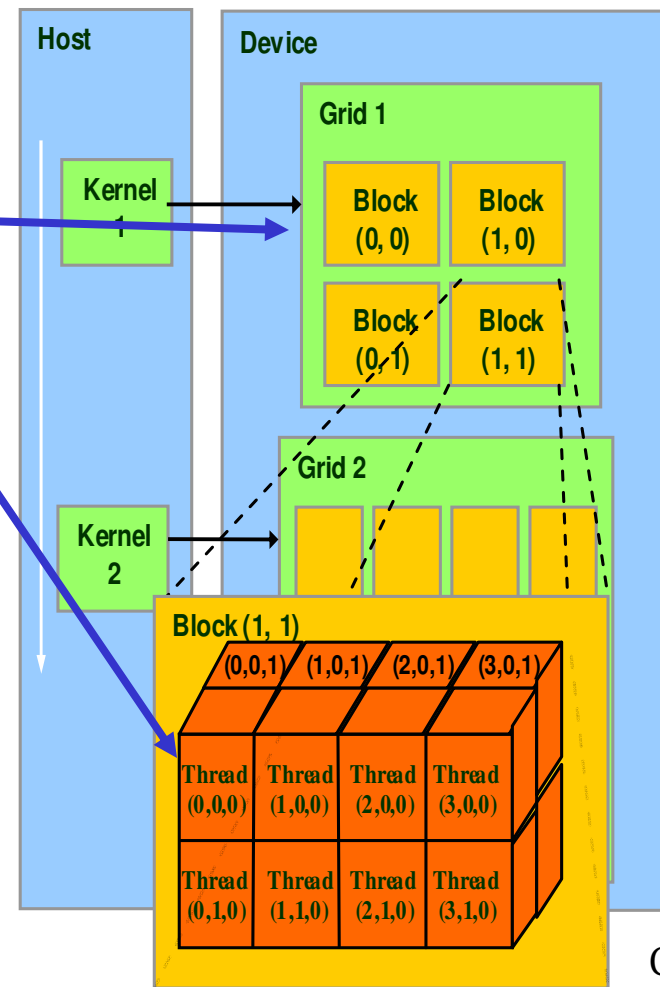 Host
Device
Grid 1
Kernel
1
Block
(0, 0)
Block
(1, 0)
Block
(0, 1)
Block
(1, 1)
Grid 2
Kernel
2
Block (1, 1)
(0,0,1) (1,0,1) (2,0,1) (3,0,1)
Thread
(0,0,0)
Thread
(1,0,0)
Thread
(2,0,0)
Thread
(3,0,0)
Thread
(0,1,0)
Thread
(1,1,0)
Thread
(2,1,0)
Thread
(3,1,0)